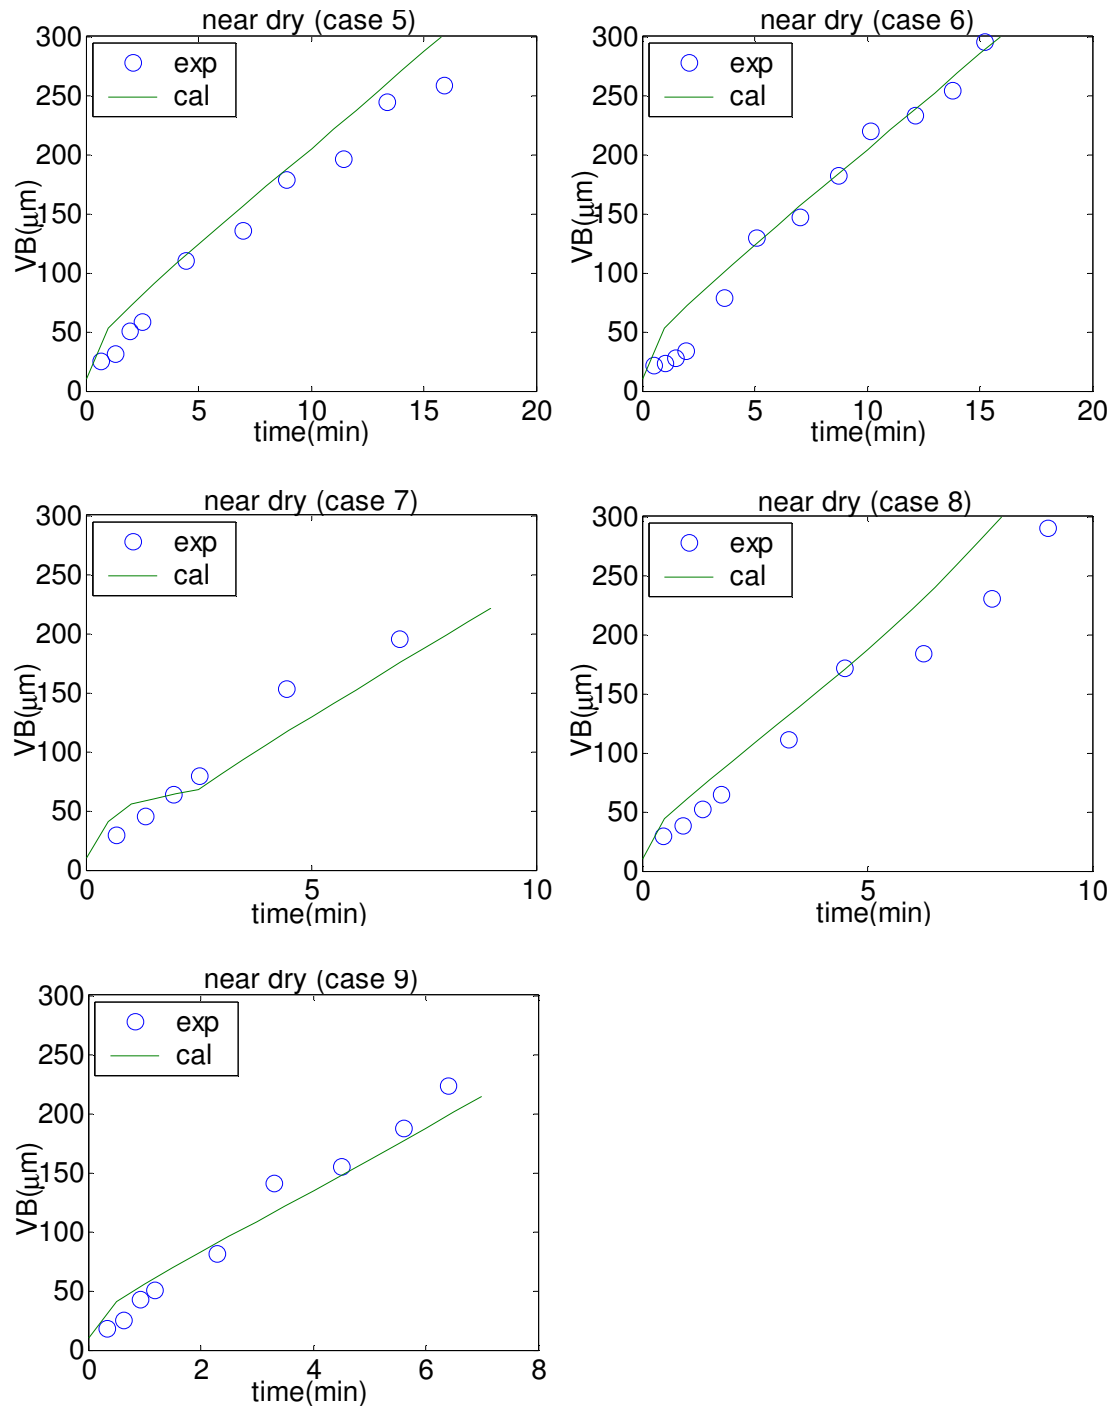 near dry (case 5)
300
250
200
150
100
50
0
VB(μm)
exp
cal
0 5 10 15 20
time(min)
near dry (case 6)
300
250
200
150
100
50
0
VB(μm)
exp
cal
0 5 10 15 20
time(min)
near dry (case 7)
300
250
200
150
100
50
0
VB(μm)
exp
cal
0 5 10
time(min)
near dry (case 8)
300
250
200
150
100
50
0
VB(μm)
exp
cal
0 5 10
time(min)
near dry (case 9)
300
250
200
150
100
50
0
VB(μm)
exp
cal
0 2 4 6 8
time(min)